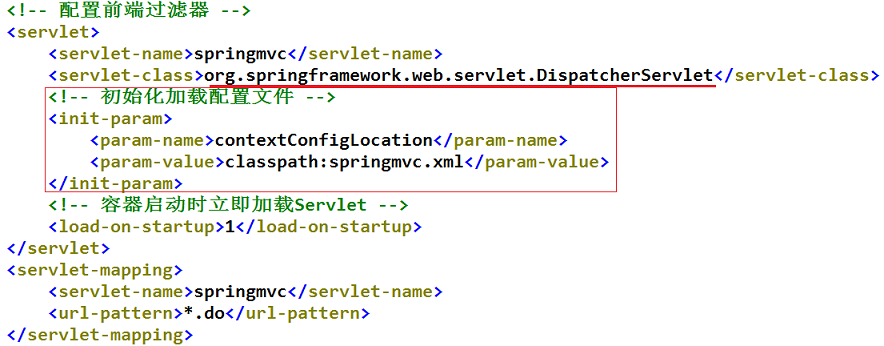 <!-- 配置前端过滤器 -->
<servlet>
    <servlet-name>springmvc</servlet-name>
    <servlet-class>org.springframework.web.servlet.DispatcherServlet</servlet-class>
    <!-- 初始化加载配置文件 -->
    <init-param>
        <param-name>contextConfigLocation</param-name>
        <param-value>classpath:springmvc.xml</param-value>
    </init-param>
    <!-- 容器启动时立即加载Servlet -->
    <load-on-startup>1</load-on-startup>
</servlet>
<servlet-mapping>
    <servlet-name>springmvc</servlet-name>
    <url-pattern>*.do</url-pattern>
</servlet-mapping>